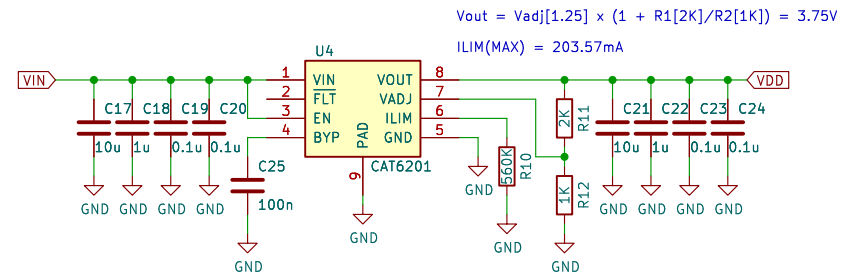 Vout = Vadj[1.25] x (1 + R1[2K]/R2[1K]) = 3.75V
ILIM(MAX) = 203.57mA
U4
VIN
1 VIN VOUT 8
VDD
2 FLT VADJ 7
3 EN ILIM 6
4 BYP GND 5
PAD
9
CAT6201
C17 C18 C19 C20
10u 1u 0.1u 0.1u
C25
100n
560K R10
2K R11
1K R12
C21 C22 C23 C24
10u 1u 0.1u 0.1u
GND GND GND GND
GND
GND
GND
GND
GND
GND GND GND GND